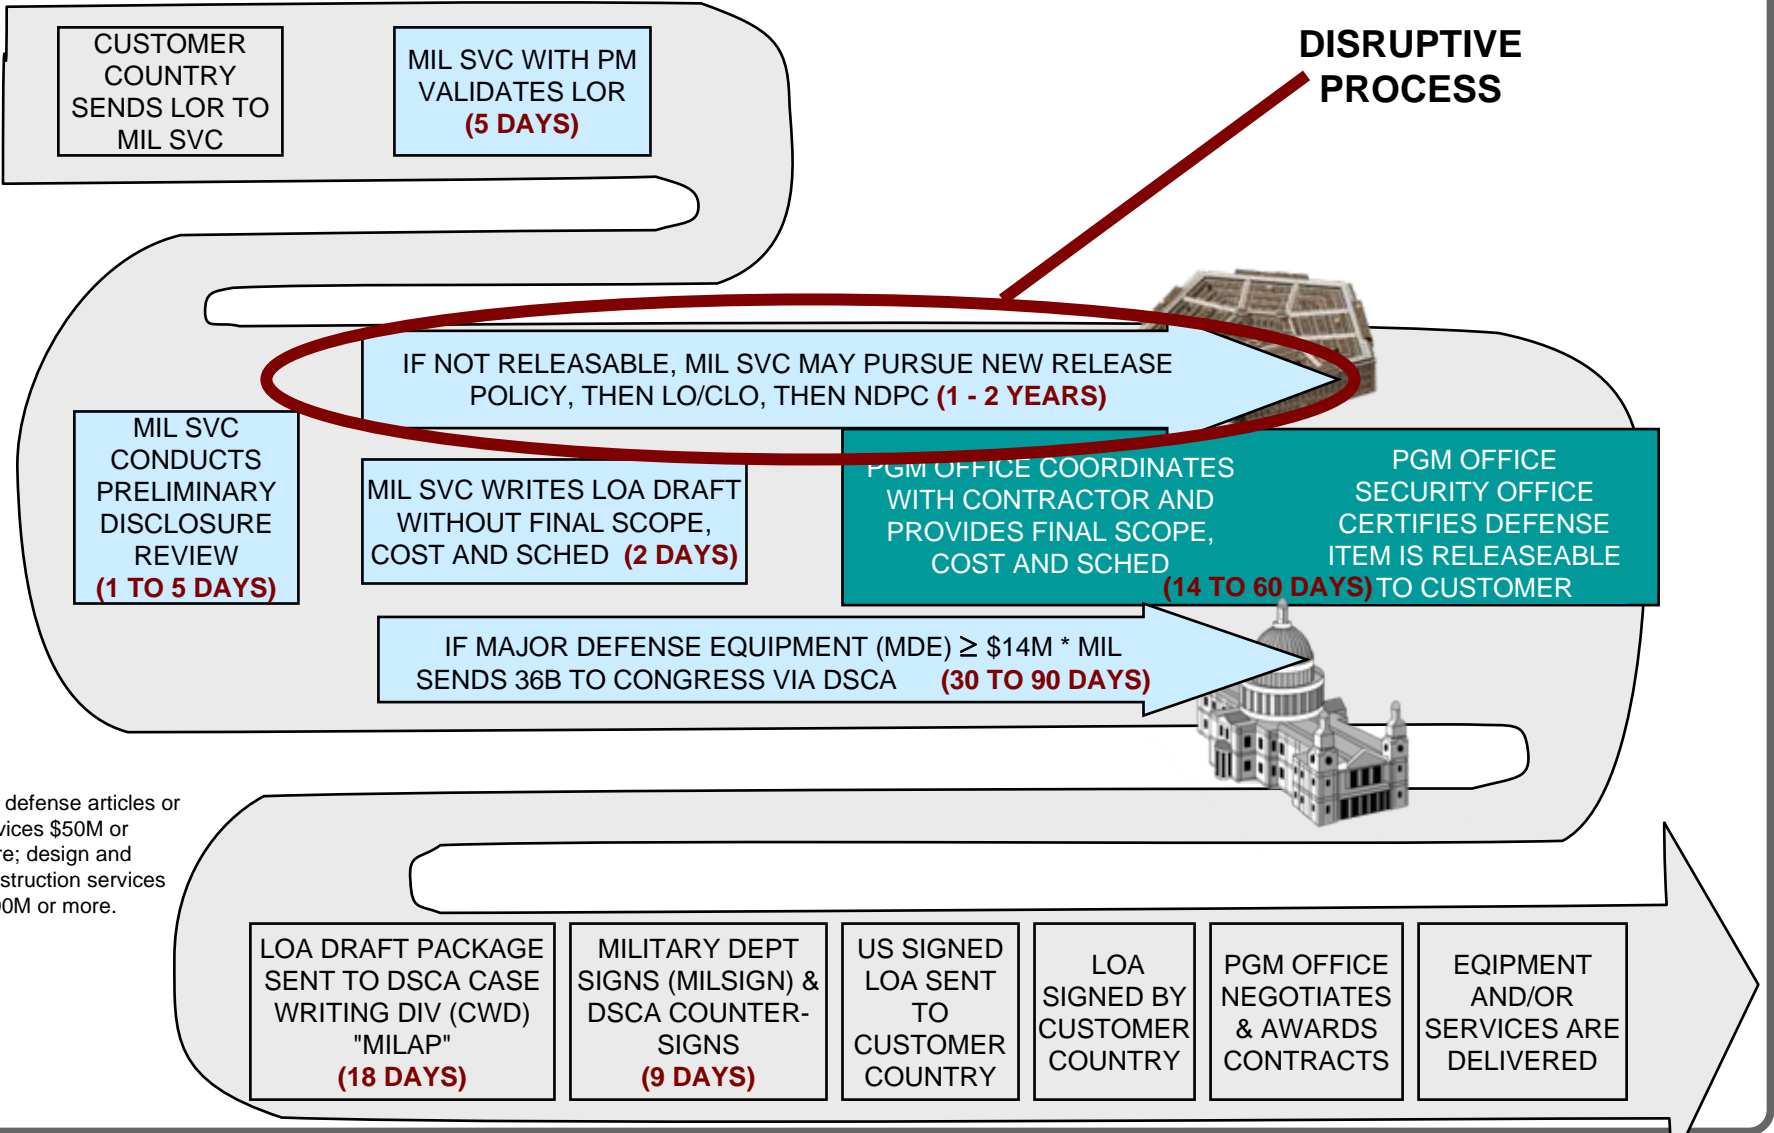 CUSTOMER
COUNTRY
SENDS LOR TO
MIL SVC
MIL SVC WITH PM
VALIDATES LOR
(5 DAYS)
DISRUPTIVE
PROCESS
IF NOT RELEASABLE, MIL SVC MAY PURSUE NEW RELEASE
POLICY, THEN LO/CLO, THEN NDPC (1 - 2 YEARS)
MIL SVC
CONDUCTS
PRELIMINARY
DISCLOSURE
REVIEW
(1 TO 5 DAYS)
MIL SVC WRITES LOA DRAFT
WITHOUT FINAL SCOPE,
COST AND SCHED (2 DAYS)
PGM OFFICE COORDINATES
WITH CONTRACTOR AND
PROVIDES FINAL SCOPE,
COST AND SCHED
(14 TO 60 DAYS)
PGM OFFICE
SECURITY OFFICE
CERTIFIES DEFENSE
ITEM IS RELEASEABLE
TO CUSTOMER
IF MAJOR DEFENSE EQUIPMENT (MDE) ≥ $14M * MIL
SENDS 36B TO CONGRESS VIA DSCA (30 TO 90 DAYS)
defense articles or
$50M or
design and
services
or more.
LOA DRAFT PACKAGE
SENT TO DSCA CASE
WRITING DIV (CWD)
"MILAP"
(18 DAYS)
MILITARY DEPT
SIGNS (MILSIGN) &
DSCA COUNTER-
SIGNS
(9 DAYS)
US SIGNED
LOA SENT
TO
CUSTOMER
COUNTRY
LOA
SIGNED BY
CUSTOMER
COUNTRY
PGM OFFICE
NEGOTIATES
& AWARDS
CONTRACTS
EQIPMENT
AND/OR
SERVICES ARE
DELIVERED